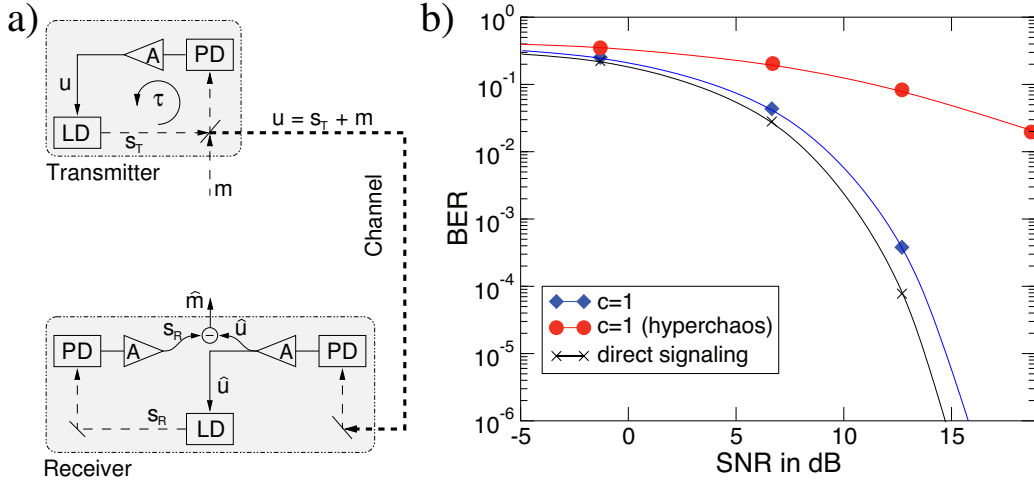 a)
A
PD
u
τ
LD
s_T
u = s_T + m
Transmitter
m
Channel
m̂
s_R
û
PD
A
−
A
PD
û
s_R
LD
Receiver
b)
10^0
10^-1
10^-2
10^-3
10^-4
10^-5
10^-6
BER
c=1
c=1 (hyperchaos)
direct signaling
-5
0
5
10
15
SNR in dB